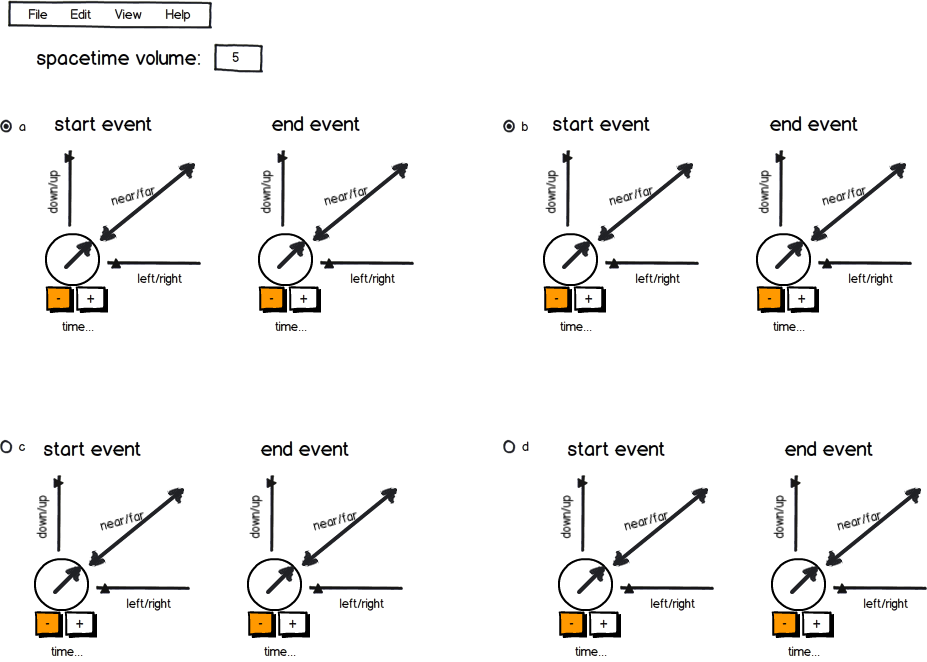 File Edit View Help
spacetime volume: 5
a start event end event
b start event end event
down/up near/far down/up near/far down/up near/far down/up near/far
left/right left/right left/right left/right
- + - + - + - +
time... time... time... time...
c start event end event
d start event end event
down/up near/far down/up near/far down/up near/far down/up near/far
left/right left/right left/right left/right
- + - + - + - +
time... time... time... time...